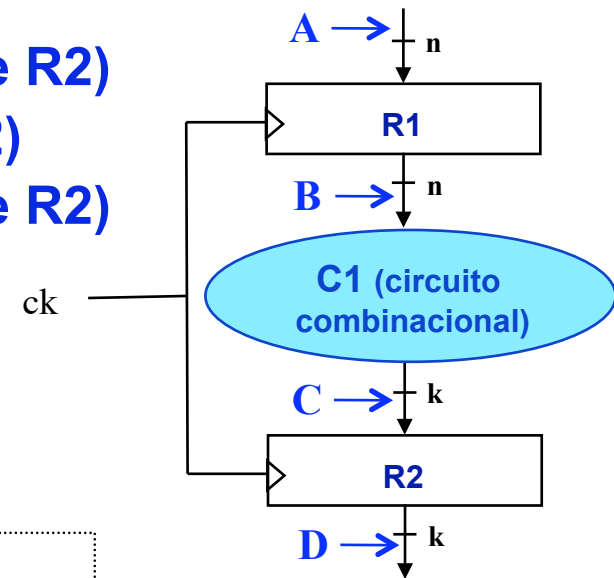 e R2)
2)
e R2)
A
n
R1
B
n
C1 (circuito
combinacional)
ck
C
k
R2
D
k